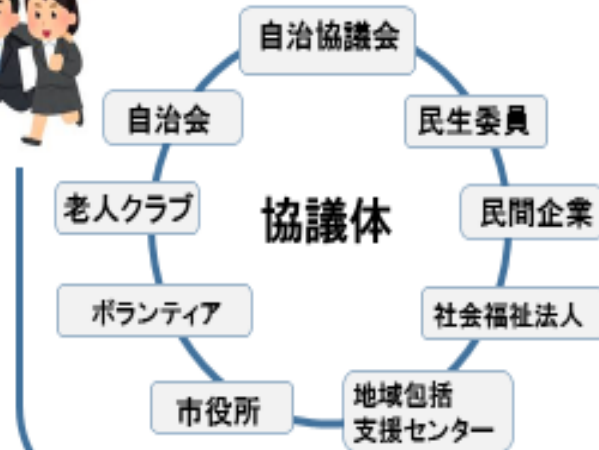 自治協議会
自治会
民生委員
老人クラブ
協議体
民間企業
ボランティア
社会福祉法人
市役所
地域包括
支援センター